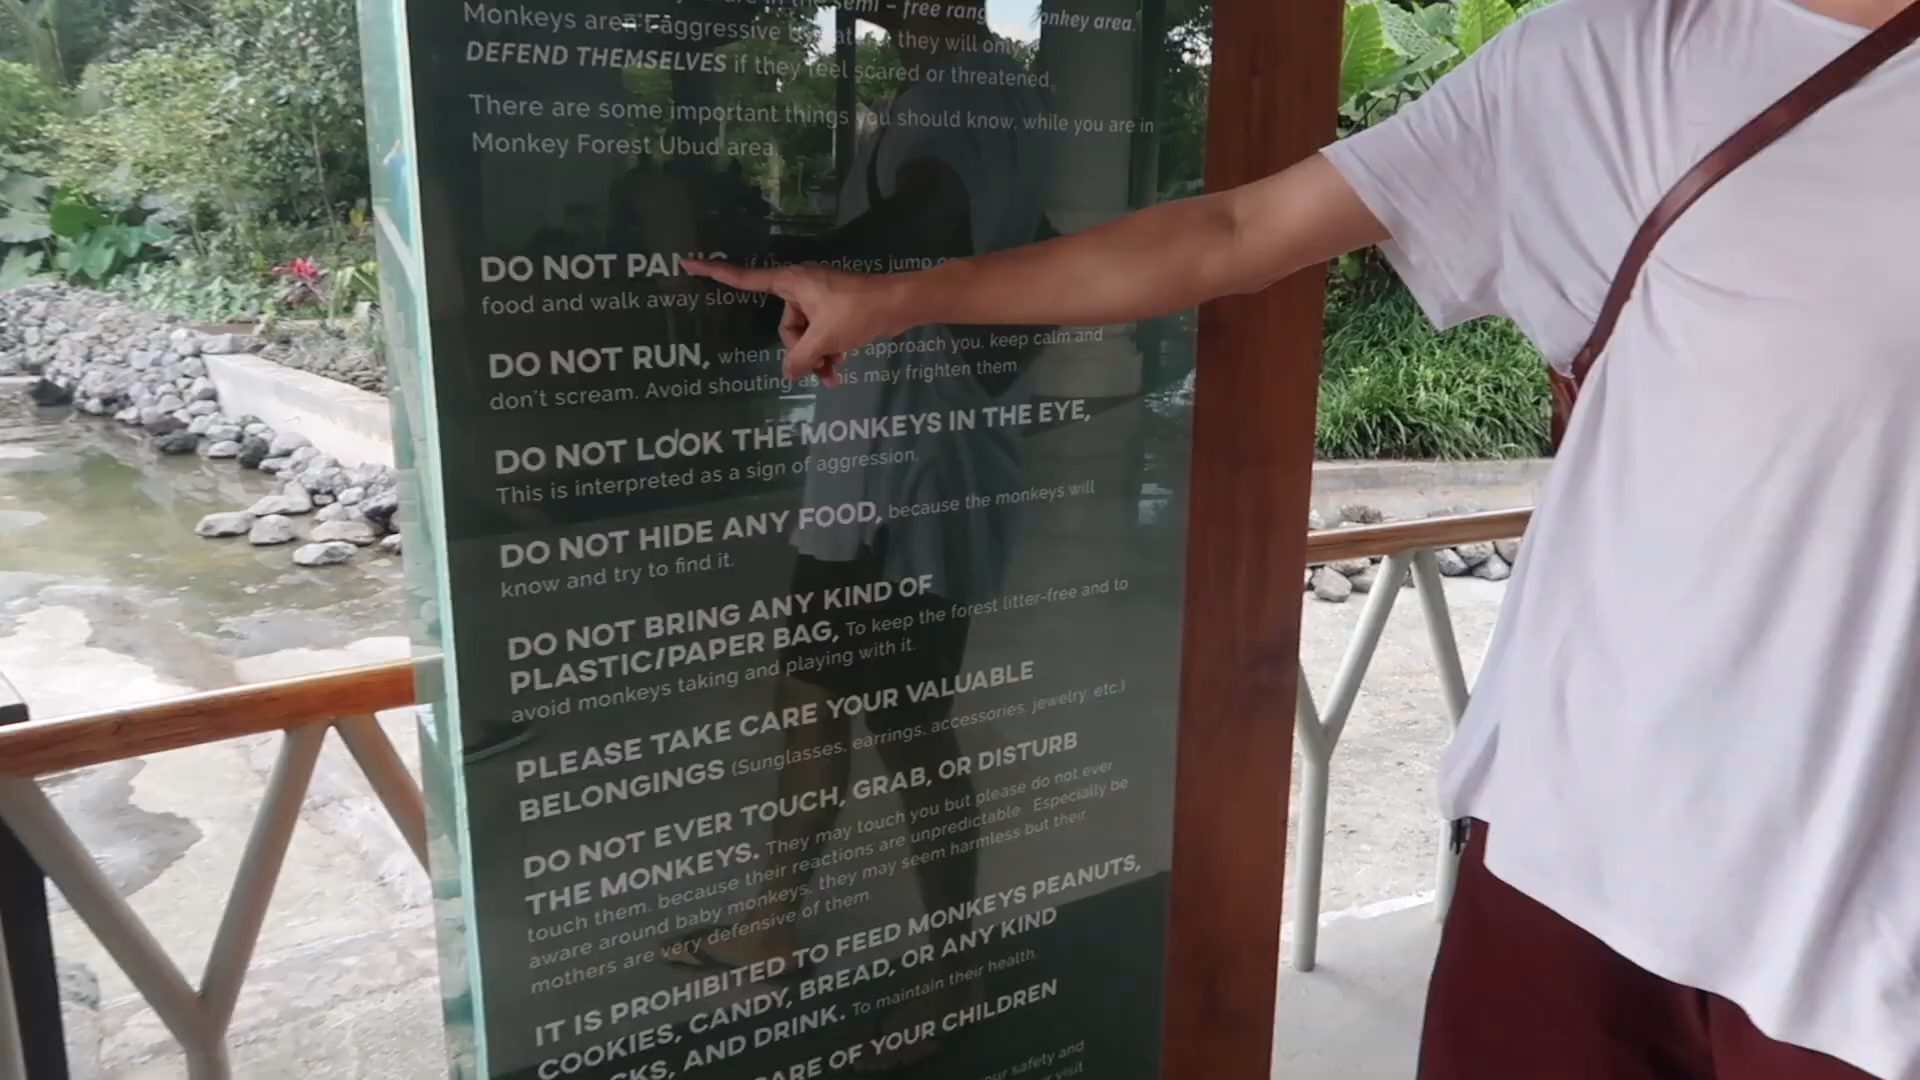 semi – free
Monkeys aren't aggressive they will only
DEFEND THEMSELVES if they feel scared or threatened,
There are some important things you should know, while you are in
Monkey Forest Ubud area.
DO NOT PANIC if the monkeys jump
food and walk away slowly
DO NOT RUN, when approach you, keep calm and
don't scream. Avoid shouting as this may frighten them.
DO NOT LOOK THE MONKEYS IN THE EYE,
This is interpreted as a sign of aggression.
DO NOT HIDE ANY FOOD, because the monkeys will
know and try to find it.
DO NOT BRING ANY KIND OF
PLASTIC/PAPER BAG, To keep the forest litter-free and to
avoid monkeys taking and playing with it.
PLEASE TAKE CARE YOUR VALUABLE
BELONGINGS (Sunglasses, earrings, accessories, jewelry, etc.)
DO NOT EVER TOUCH, GRAB, OR DISTURB
THE MONKEYS. They may touch you but please do not ever
touch them, because their reactions are unpredictable. Especially be
aware around baby monkeys, they may seem harmless but their
mothers are very defensive of them.
IT IS PROHIBITED TO FEED MONKEYS PEANUTS,
COOKIES, CANDY, BREAD, OR ANY KIND
AND DRINK. To maintain their health.
OF YOUR CHILDREN
safety and
visit